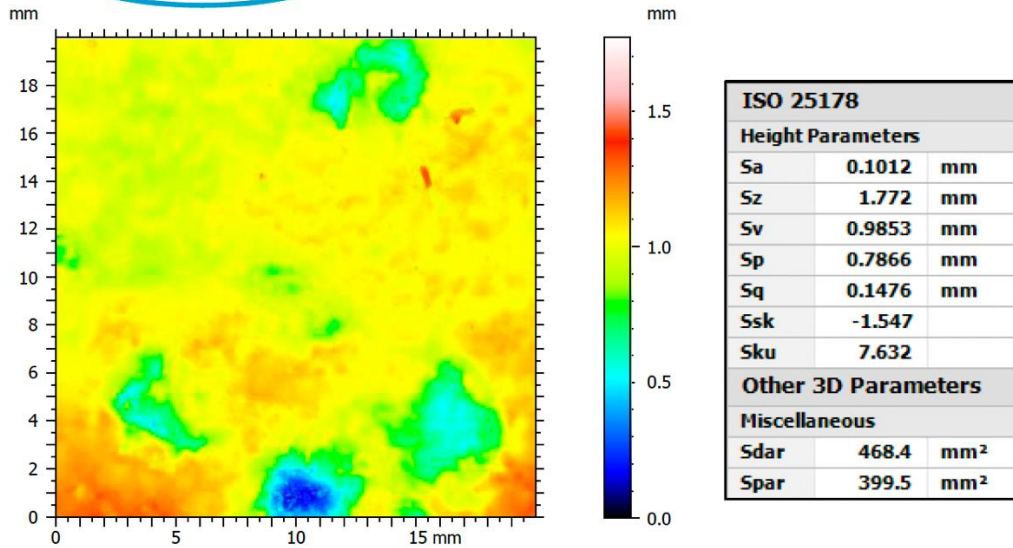 mm
18
16
14
12
10
8
6
4
2
0
0
5
10
15 mm
mm
1.5
1.0
0.5
0.0
ISO 25178
Height Parameters
Sa 0.1012 mm
Sz 1.772 mm
Sv 0.9853 mm
Sp 0.7866 mm
Sq 0.1476 mm
Ssk -1.547
Sku 7.632
Other 3D Parameters
Miscellaneous
Sdar 468.4 mm²
Spar 399.5 mm²